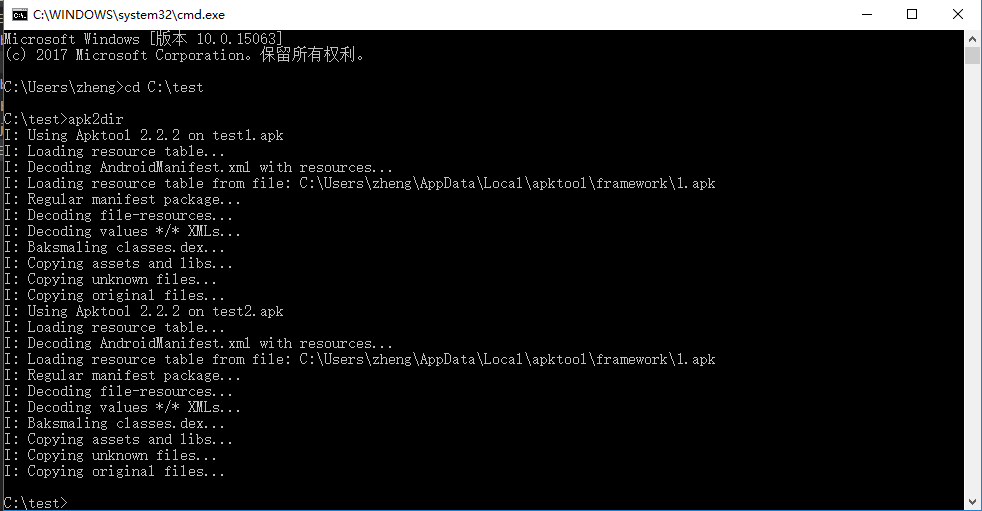 C:\WINDOWS\system32\cmd.exe
Microsoft Windows [版本 10.0.15063]
(c) 2017 Microsoft Corporation。保留所有权利。
C:\Users\zheng>cd C:\test
C:\test>apk2dir
I: Using Apktool 2.2.2 on test1.apk
I: Loading resource table...
I: Decoding AndroidManifest.xml with resources...
I: Loading resource table from file: C:\Users\zheng\AppData\Local\apktool\framework\1.apk
I: Regular manifest package...
I: Decoding file-resources...
I: Decoding values */* XMLs...
I: Baksmaling classes.dex...
I: Copying assets and libs...
I: Copying unknown files...
I: Copying original files...
I: Using Apktool 2.2.2 on test2.apk
I: Loading resource table...
I: Decoding AndroidManifest.xml with resources...
I: Loading resource table from file: C:\Users\zheng\AppData\Local\apktool\framework\1.apk
I: Regular manifest package...
I: Decoding file-resources...
I: Decoding values */* XMLs...
I: Baksmaling classes.dex...
I: Copying assets and libs...
I: Copying unknown files...
I: Copying original files...
C:\test>